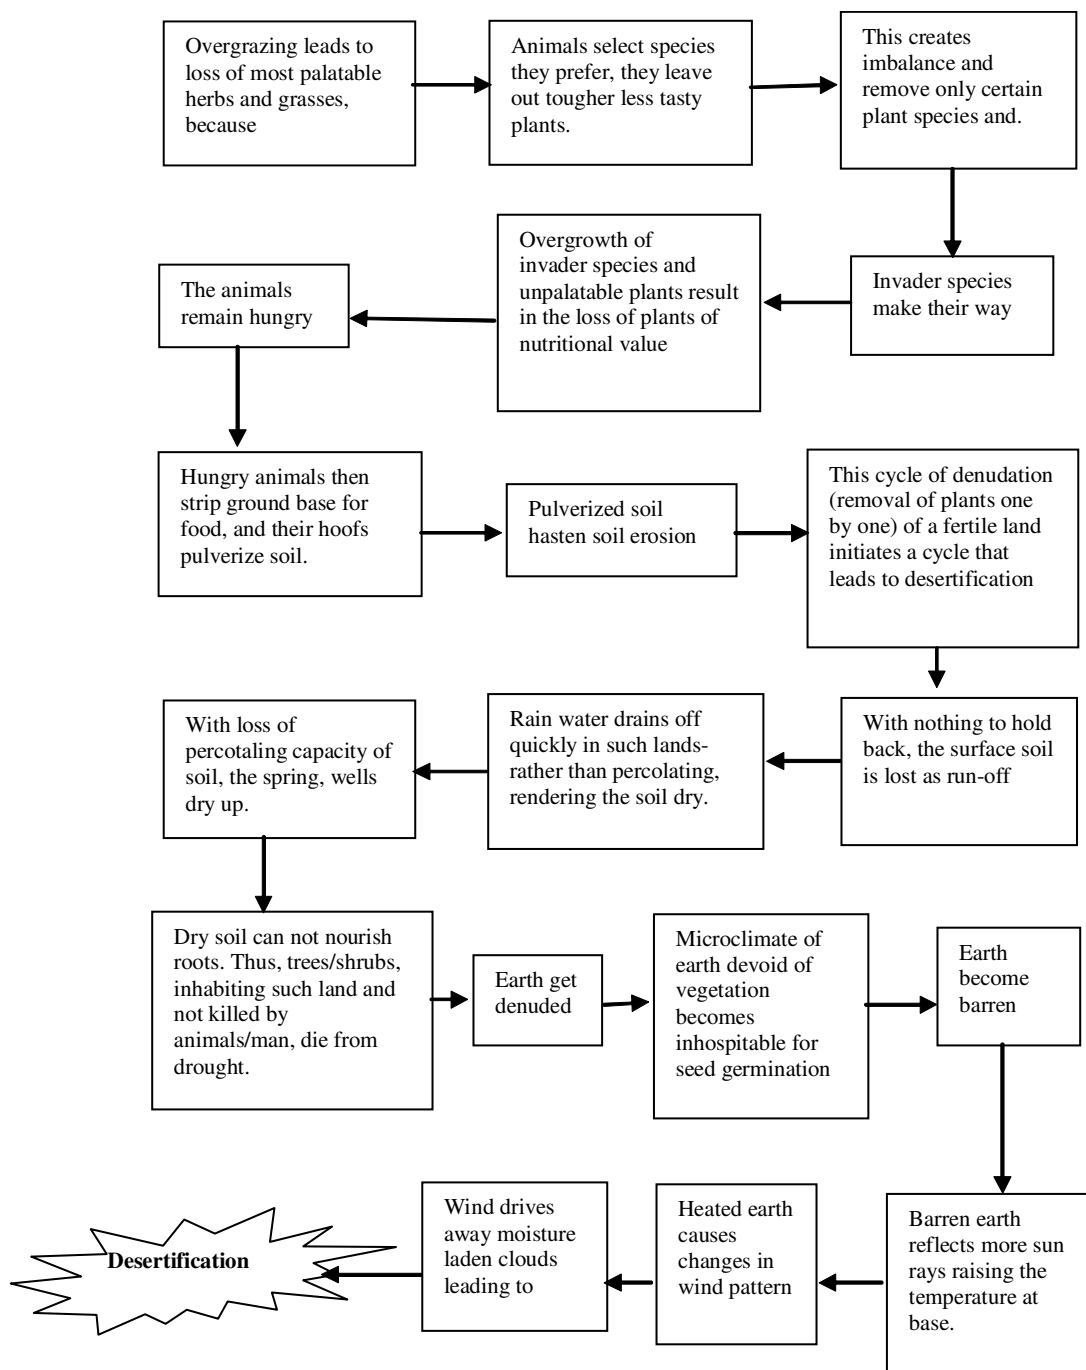 Overgrazing leads to
loss of most palatable
herbs and grasses,
because
Animals select species
they prefer, they leave
out tougher less tasty
plants.
This creates
imbalance and
remove only certain
plant species and.
Invader species
make their way
Overgrowth of
invader species and
unpalatable plants result
in the loss of plants of
nutritional value
The animals
remain hungry
Hungry animals then
strip ground base for
food, and their hoofs
pulverize soil.
Pulverized soil
hasten soil erosion
This cycle of denudation
(removal of plants one
by one) of a fertile land
initiates a cycle that
leads to desertification
With nothing to hold
back, the surface soil
is lost as run-off
Rain water drains off
quickly in such lands-
rather than percolating,
rendering the soil dry.
With loss of
percotaling capacity of
soil, the spring, wells
dry up.
Dry soil can not nourish
roots. Thus, trees/shrubs,
inhabiting such land and
not killed by
animals/man, die from
drought.
Earth get
denuded
Microclimate of
earth devoid of
vegetation
becomes
inhospitable for
seed germination
Earth
become
barren
Barren earth
reflects more sun
rays raising the
temperature at
base.
Heated earth
causes
changes in
wind pattern
Wind drives
away moisture
laden clouds
leading to
Desertification